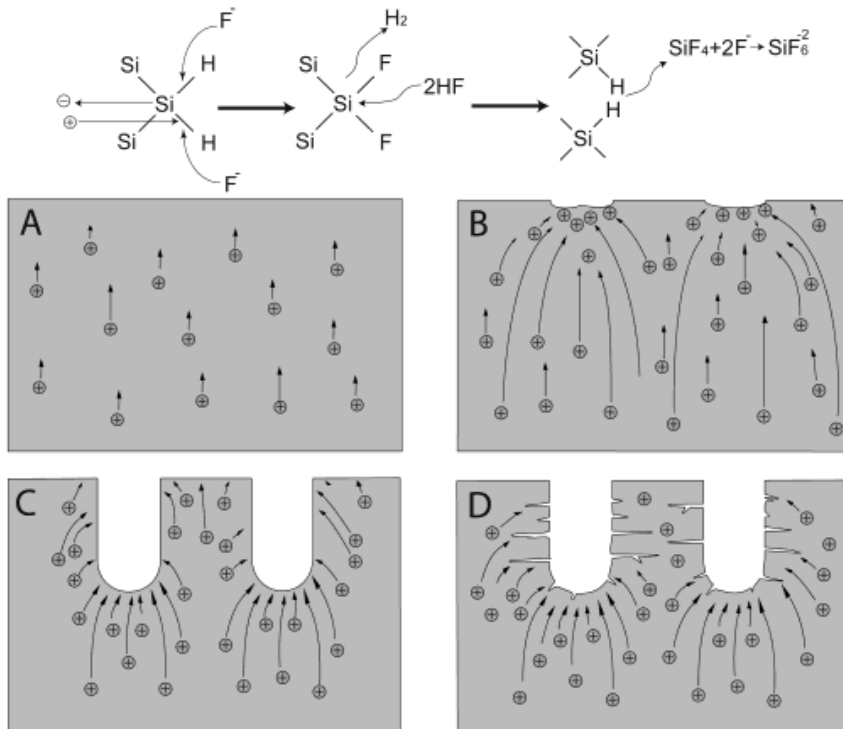 F⁻ H₂
Si H Si F Si H SiF₄+2F⁻→SiF₆⁻²
⊖ Si Si 2HF H
⊕
Si H Si F Si
F⁻
A B
C D